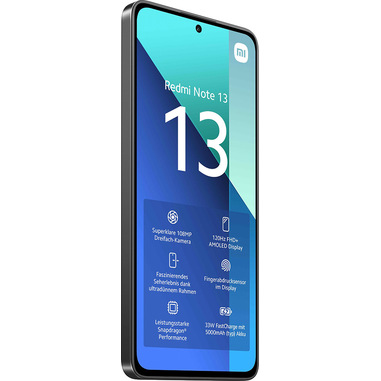 mi
Redmi Note 13
13
Superklare 108MP
Dreifach-Kamera
120Hz FHD+
AMOLED Display
Faszinierendes
Seherlebnis dank
ultradünnem Rahmen
Fingerabdrucksensor
im Display
Leistungsstarke
Snapdragon®
Performance
33W FastCharge mit
5000mAh (typ) Akku